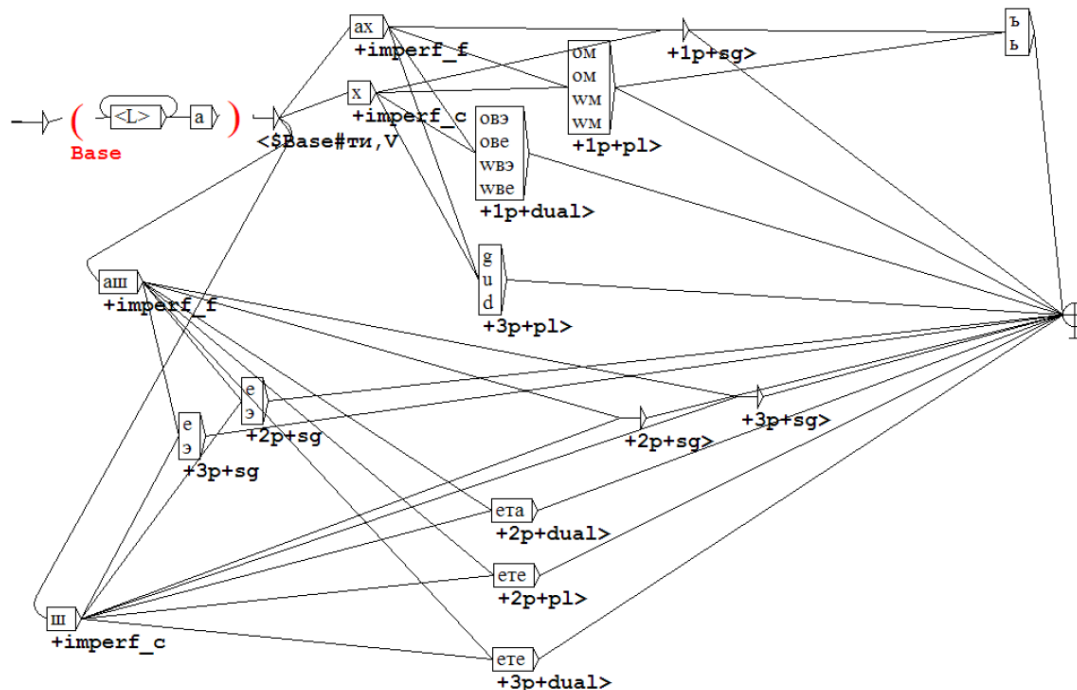 ах
+imperf_f
+1p+sg>
ъ
ь
ом
ом
wм
wм
+1p+pl>
х
+imperf_c
<L>
а
(
)
Base
<$Base#ти,V
овэ
ове
wвэ
wве
+1p+dual>
g
u
d
+3p+pl>
аш
+imperf_f
е
э
+2p+sg
е
э
+3p+sg
+2p+sg>
+3p+sg>
ета
+2p+dual>
ете
+2p+pl>
ш
+imperf_c
ете
+3p+dual>